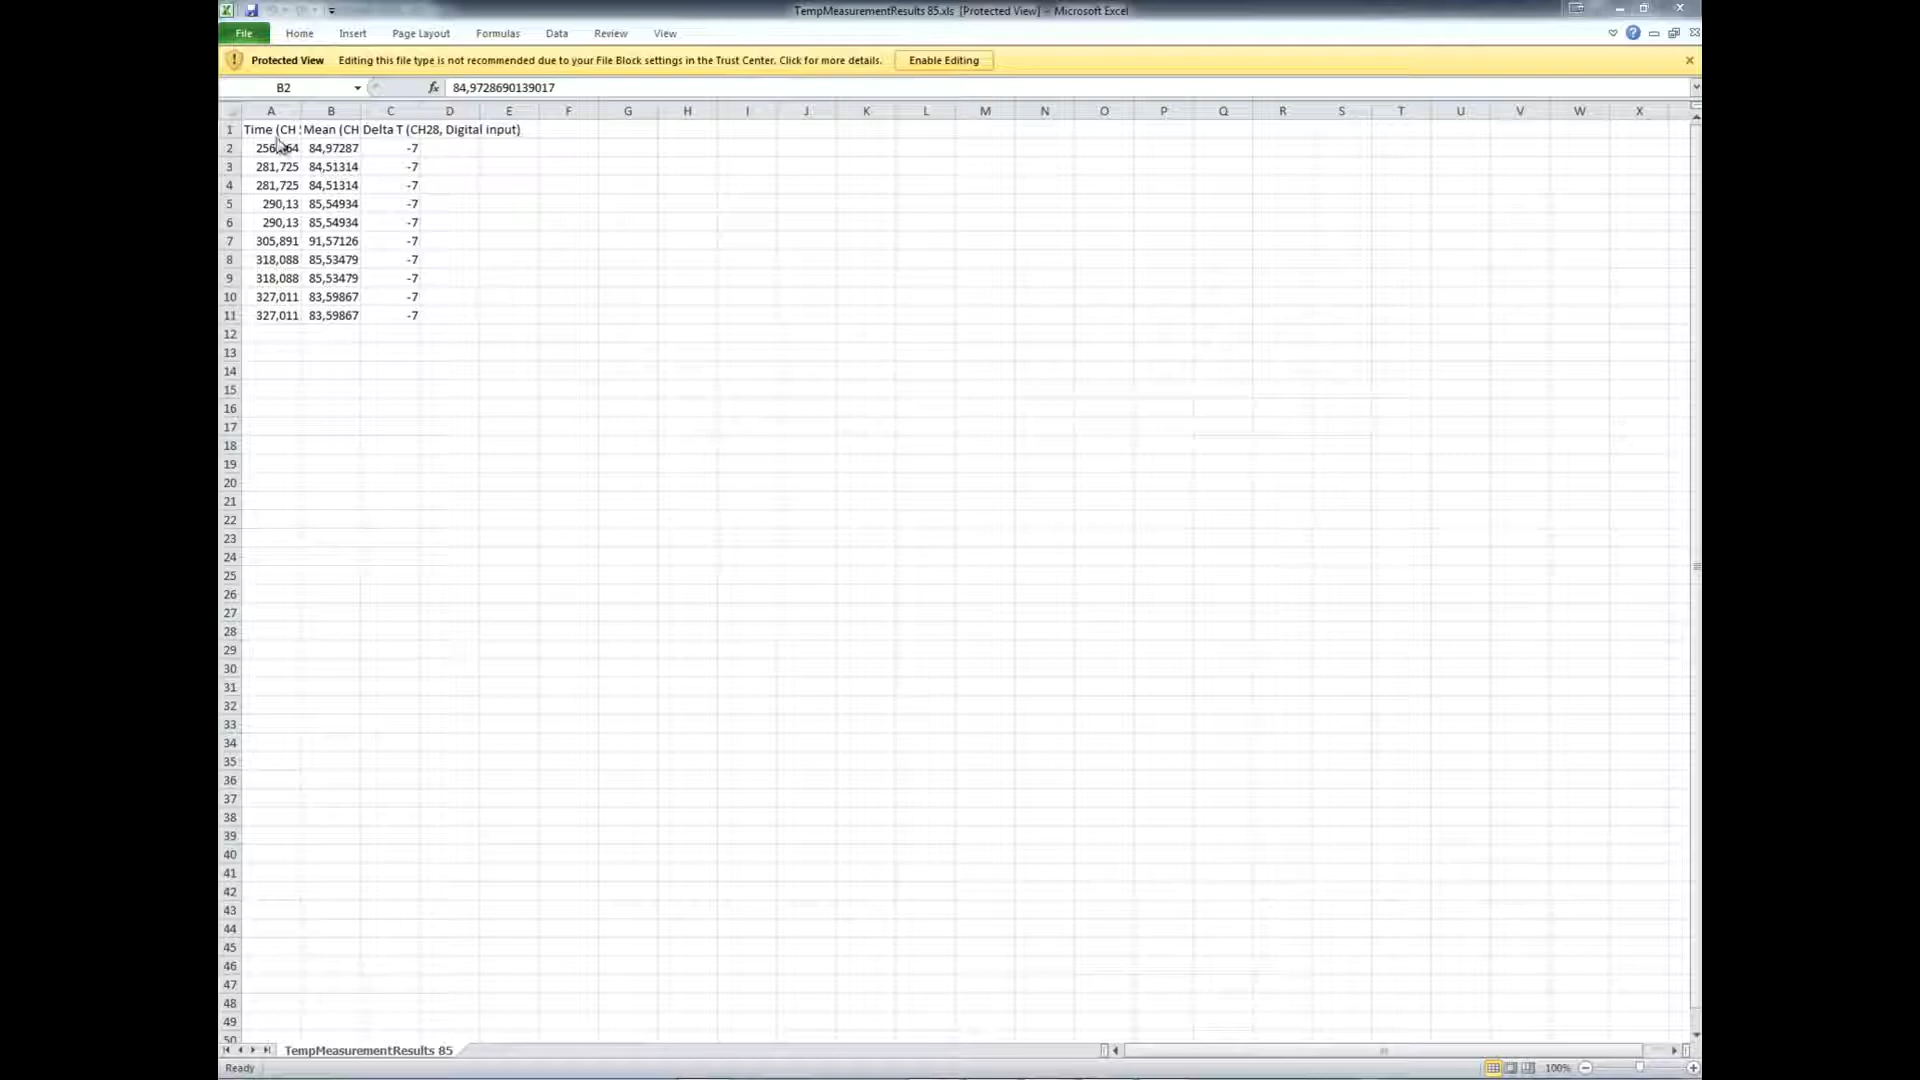 TempMeasurementResults 85.xls [Protected View] - Microsoft Excel
File Home Insert Page Layout Formulas Data Review View
Protected View Editing this file type is not recommended due to your File Block settings in the Trust Center. Click for more details. Enable Editing
B2 fx 84,9728690139017
A B C D E F G H I J K L M N O P Q R S T U V W X
1 Time (CH Mean (CH Delta T (CH28, Digital input)
2 84,97287 -7
3 281,725 84,51314 -7
4 281,725 84,51314 -7
5 290,13 85,54934 -7
6 290,13 85,54934 -7
7 305,891 91,57126 -7
8 318,088 85,53479 -7
9 318,088 85,53479 -7
10 327,011 83,59867 -7
11 327,011 83,59867 -7
12
13
14
15
16
17
18
19
20
21
22
23
24
25
26
27
28
29
30
31
32
33
34
35
36
37
38
39
40
41
42
43
44
45
46
47
48
49
50
TempMeasurementResults 85
Ready 100%